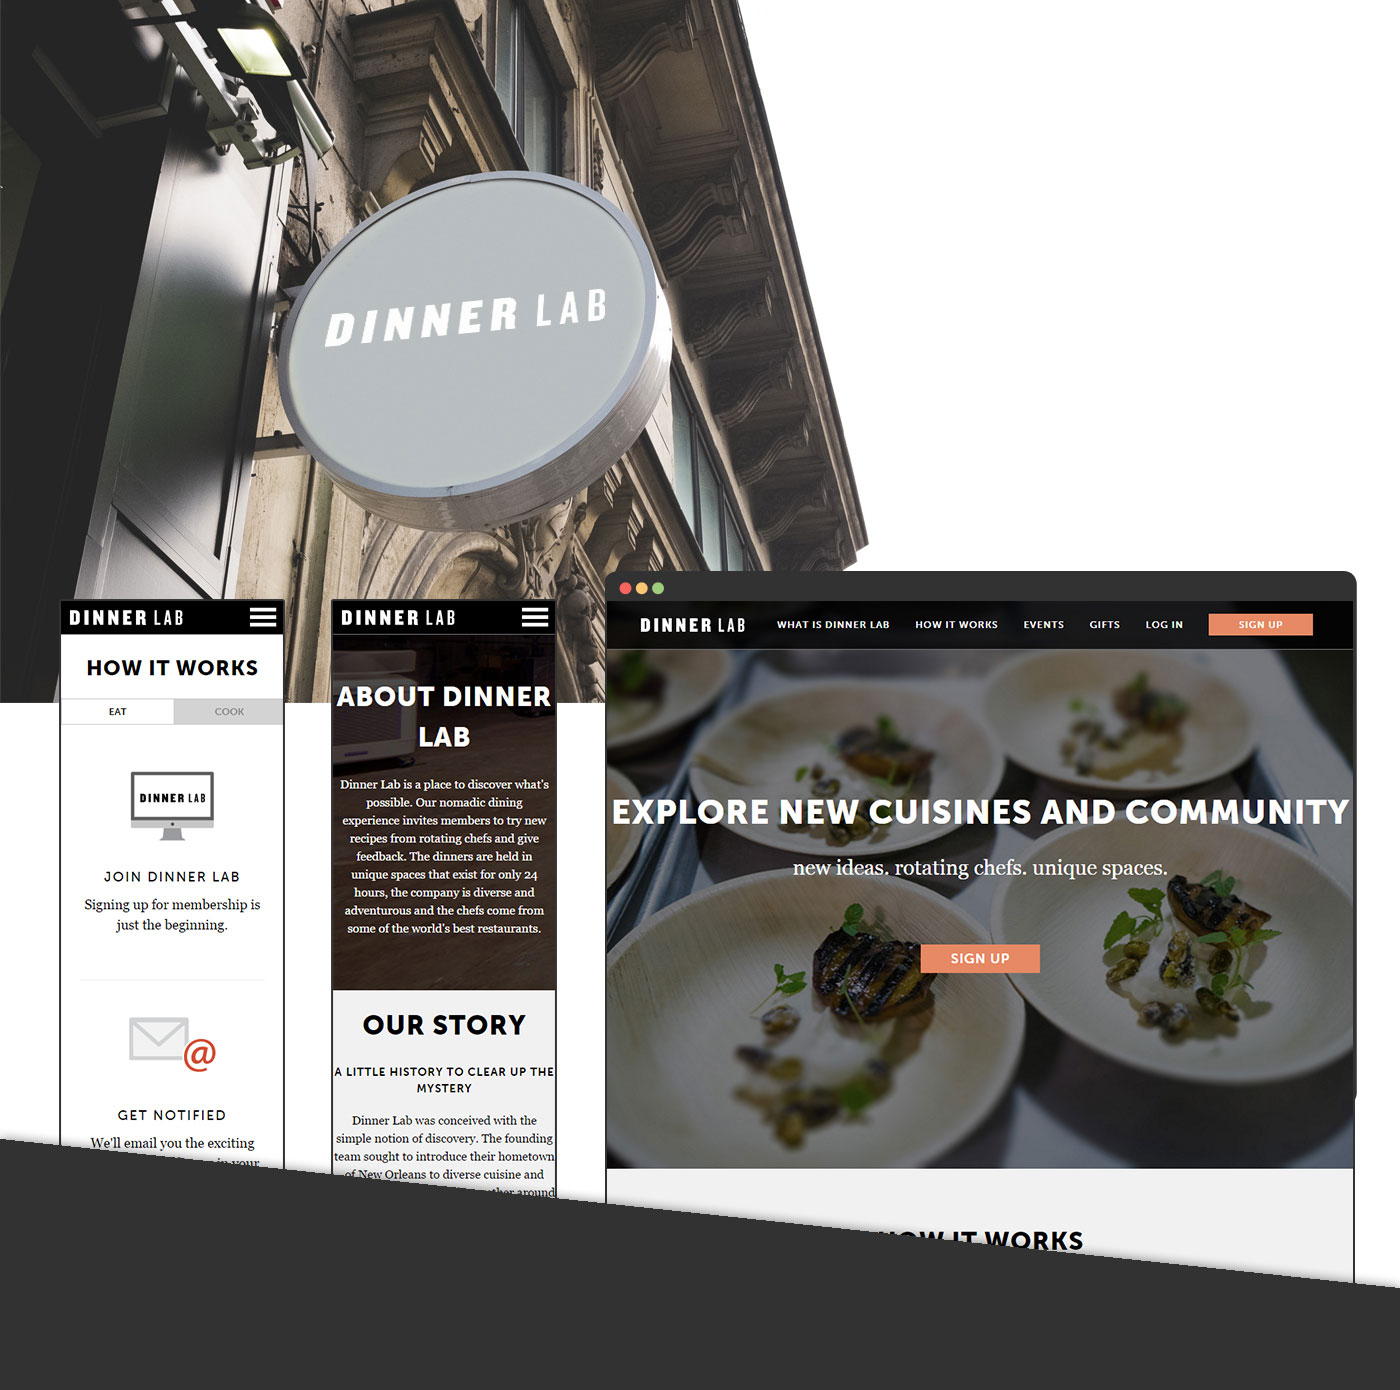 DINNER LAB
DINNER LAB
HOW IT WORKS
EAT
COOK
DINNER LAB
JOIN DINNER LAB
Signing up for membership is
just the beginning.
@
GET NOTIFIED
We'll email you the exciting
in your
DINNER LAB
ABOUT DINNER
LAB
Dinner Lab is a place to discover what's
possible. Our nomadic dining
experience invites members to try new
recipes from rotating chefs and give
feedback. The dinners are held in
unique spaces that exist for only 24
hours, the company is diverse and
adventurous and the chefs come from
some of the world's best restaurants.
OUR STORY
A LITTLE HISTORY TO CLEAR UP THE
MYSTERY
Dinner Lab was conceived with the
simple notion of discovery. The founding
team sought to introduce their hometown
of New Orleans to diverse cuisine and
around
DINNER LAB
WHAT IS DINNER LAB
HOW IT WORKS
EVENTS
GIFTS
LOG IN
SIGN UP
EXPLORE NEW CUISINES AND COMMUNITY
new ideas. rotating chefs. unique spaces.
SIGN UP
HOW IT WORKS